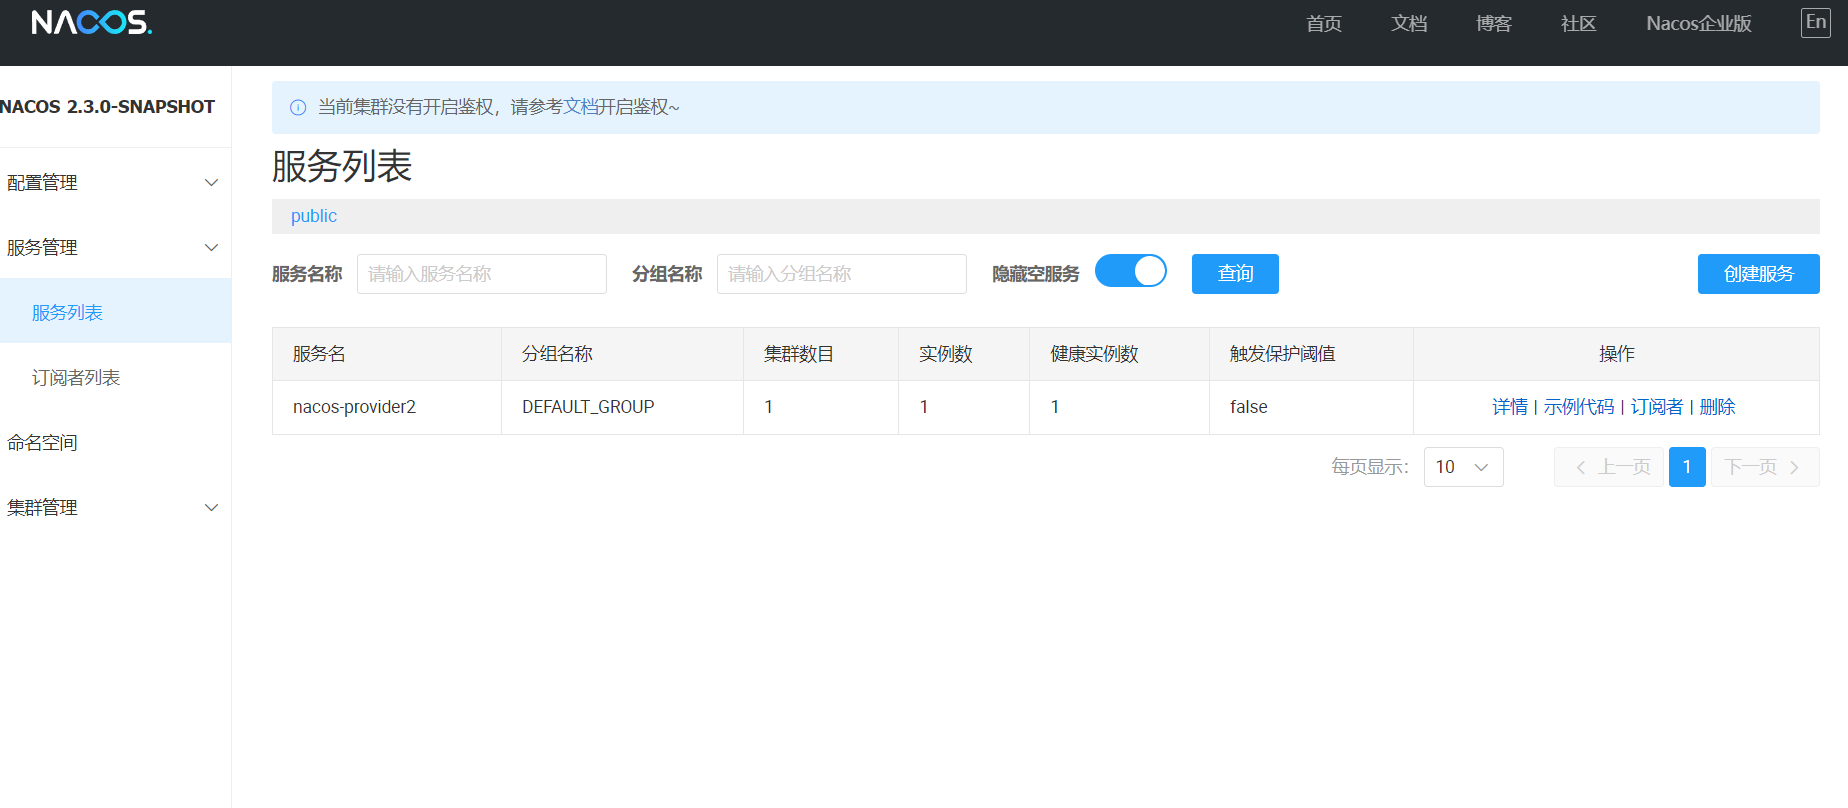 NACOS.
首页 文档 博客 社区 Nacos企业版 En
NACOS 2.3.0-SNAPSHOT
配置管理
服务管理
服务列表
订阅者列表
命名空间
集群管理
当前集群没有开启鉴权，请参考文档开启鉴权~
服务列表
public
服务名称 请输入服务名称 分组名称 请输入分组名称 隐藏空服务 查询 创建服务
服务名 分组名称 集群数目 实例数 健康实例数 触发保护阈值 操作
nacos-provider2 DEFAULT_GROUP 1 1 1 false 详情 | 示例代码 | 订阅者 | 删除
每页显示： 10 上一页 1 下一页